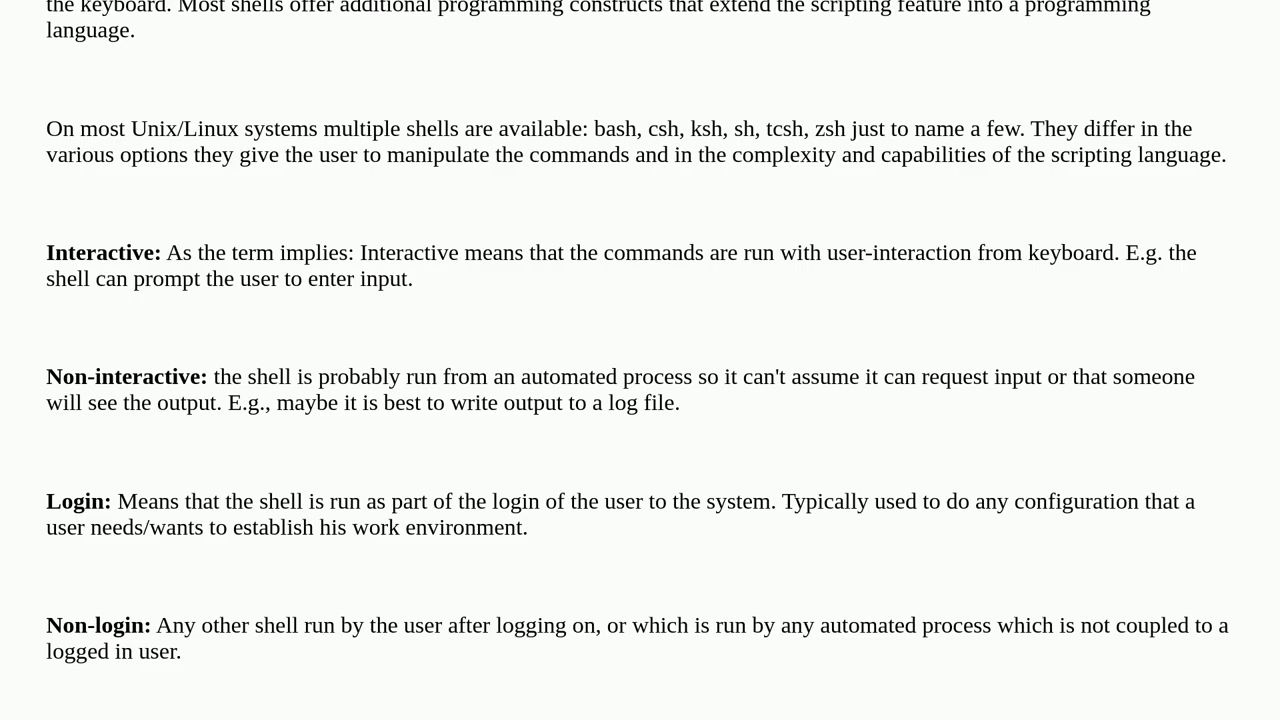 the keyboard. Most shells offer additional programming constructs that extend the scripting feature into a programming
language.
On most Unix/Linux systems multiple shells are available: bash, csh, ksh, sh, tcsh, zsh just to name a few. They differ in the
various options they give the user to manipulate the commands and in the complexity and capabilities of the scripting language.
Interactive: As the term implies: Interactive means that the commands are run with user-interaction from keyboard. E.g. the
shell can prompt the user to enter input.
Non-interactive: the shell is probably run from an automated process so it can't assume it can request input or that someone
will see the output. E.g., maybe it is best to write output to a log file.
Login: Means that the shell is run as part of the login of the user to the system. Typically used to do any configuration that a
user needs/wants to establish his work environment.
Non-login: Any other shell run by the user after logging on, or which is run by any automated process which is not coupled to a
logged in user.